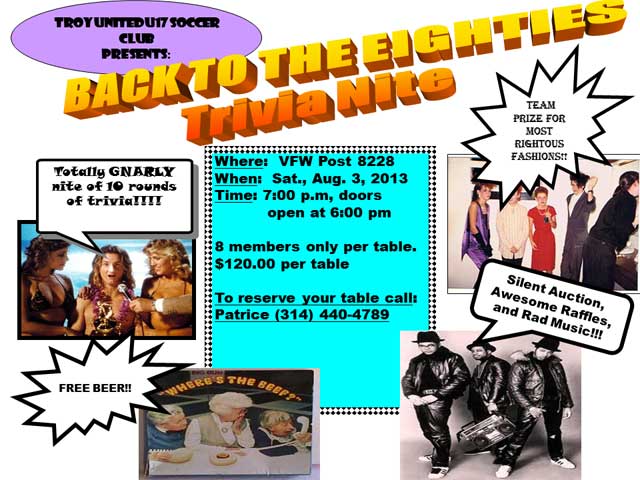 TROY UNITED U17 SOCCER
CLUB
PRESENTS:
BACK TO THE EIGHTIES
Trivia Nite
TEAM
PRIZE FOR
MOST
RIGHTOUS
FASHIONS!!
Totally GNARLY
nite of 10 rounds
of trivia!!!!
Where: VFW Post 8228
When: Sat., Aug. 3, 2013
Time: 7:00 p.m, doors
open at 6:00 pm
8 members only per table.
$120.00 per table
To reserve your table call:
Patrice (314) 440-4789
Silent Auction,
Awesome Raffles,
and Rad Music!!!
FREE BEER!!
"WHERE'S THE BEEF?"